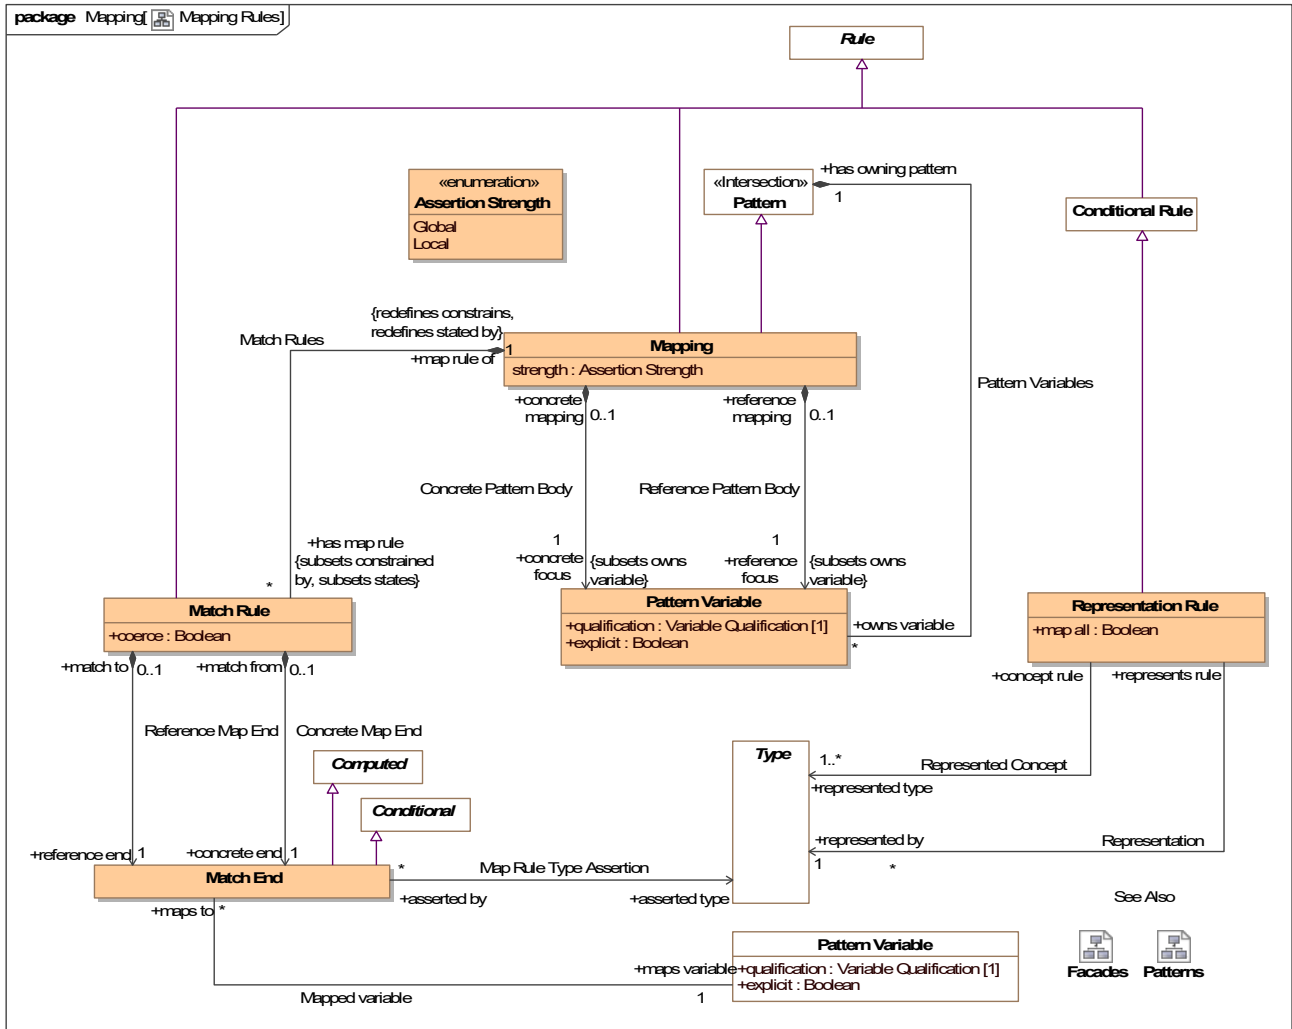 package Mapping[ Mapping Rules]
Rule
«enumeration»
Assertion Strength
Global
Local
«Intersection»
Pattern
+has owning pattern
1
Conditional Rule
{redefines constrains,
redefines stated by}
Match Rules
+map rule of
1
Mapping
strength : Assertion Strength
+concrete
mapping
0..1
+reference
mapping
0..1
Pattern Variables
Concrete Pattern Body
Reference Pattern Body
+has map rule
{subsets constrained
by, subsets states}
*
1
+concrete
focus
{subsets owns
variable}
1
+reference
focus
{subsets owns
variable}
Match Rule
+coerce : Boolean
Pattern Variable
+qualification : Variable Qualification [1]
+explicit : Boolean
+owns variable
*
Representation Rule
+map all : Boolean
+match to
0..1
+match from
0..1
+concept rule
+represents rule
Reference Map End
Concrete Map End
Computed
Conditional
Type
1..*
Represented Concept
+represented type
+represented by
Representation
1
*
+reference end
1
+concrete end
1
Match End
*
Map Rule Type Assertion
+asserted by
+asserted type
+maps to
*
See Also
Facades
Patterns
Pattern Variable
+maps variable
+qualification : Variable Qualification [1]
+explicit : Boolean
Mapped variable
1